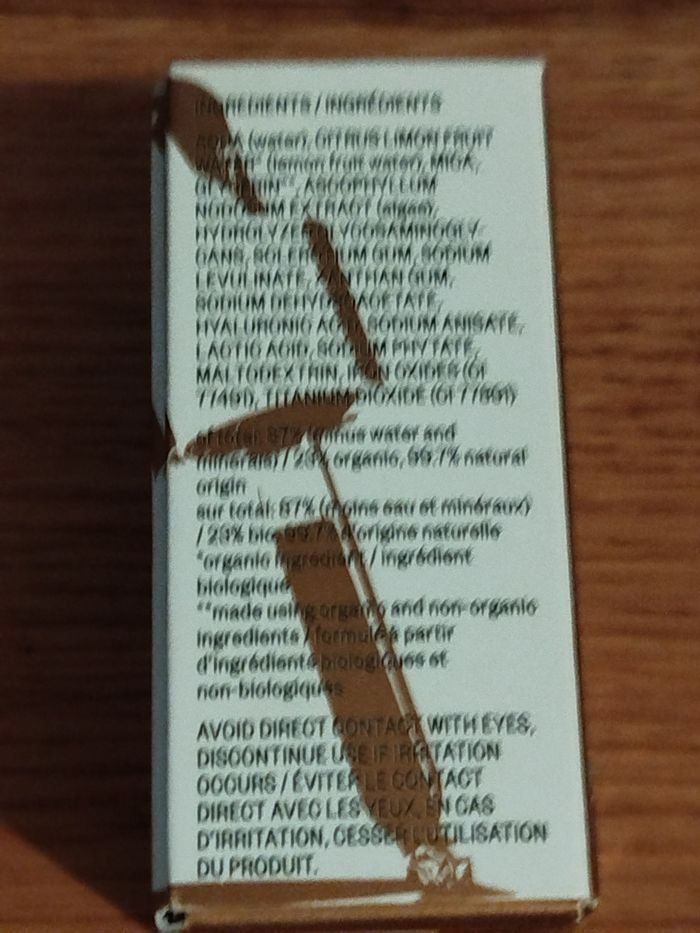 INGREDIENTS / INGRÉDIENTS
AQUA (water), CITRUS LIMON FRUIT
WATER* (lemon fruit water), MICA,
GLYCERIN**, ASCOPHYLLUM
NODOSUM EXTRACT (algae),
HYDROLYZED GLYCOSAMINOGLY-
CANS, SCLEROTIUM GUM, SODIUM
LEVULINATE, XANTHAN GUM,
SODIUM DEHYDROACETATE,
HYALURONIC ACID, SODIUM ANISATE,
LACTIC ACID, SODIUM PHYTATE,
MALTODEXTRIN, IRON OXIDES (CI
77491), TITANIUM DIOXIDE (CI 77891)
of total: 87% (minus water and
minerals) / 23% organic, 99.7% natural
origin
sur total: 87% (moins eau et minéraux)
/ 23% bio, 99.7% d'origine naturelle
*organic ingredient / ingrédient
biologique
**made using organic and non-organic
ingredients / formulé à partir
d'ingrédients biologiques et
non-biologiques
AVOID DIRECT CONTACT WITH EYES,
DISCONTINUE USE IF IRRITATION
OCCURS / ÉVITER LE CONTACT
DIRECT AVEC LES YEUX, EN CAS
D'IRRITATION, CESSER L'UTILISATION
DU PRODUIT.